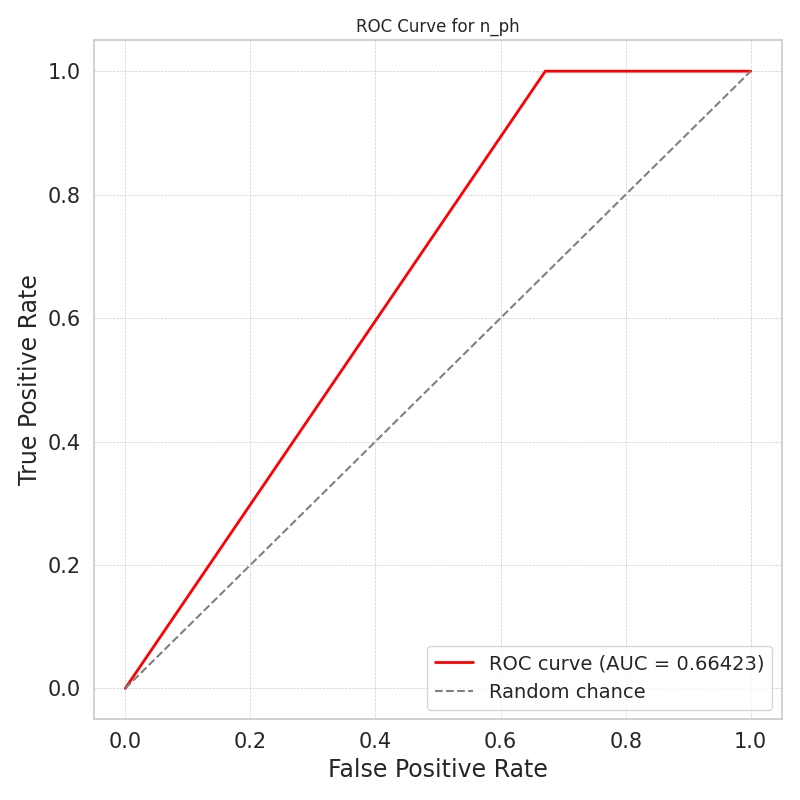 ROC Curve for n_ph
True Positive Rate
1.0
0.8
0.6
0.4
0.2
0.0
ROC curve (AUC = 0.66423)
Random chance
0.0 0.2 0.4 0.6 0.8 1.0
False Positive Rate